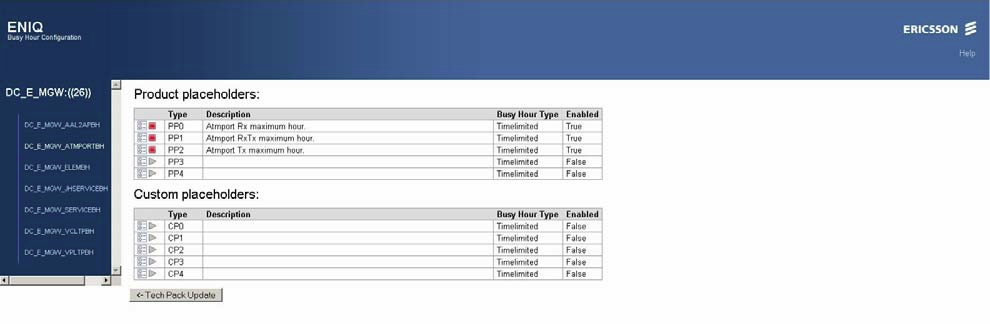 ENIQ
Busy Hour Configuration
ERICSSON
Help
DC_E_MGW:((26))
DC_E_MGW_AAL2APBH
DC_E_MGW_ATMPORTBH
DC_E_MGW_ELEMBH
DC_E_MGW_JHSERVICEBH
DC_E_MGW_SERVICEBH
DC_E_MGW_VCLTPBH
DC_E_MGW_VPLTPBH
Product placeholders:
Type Description Busy Hour Type Enabled
PP0 Atmport Rx maximum hour. Timelimited True
PP1 Atmport RxTx maximum hour. Timelimited True
PP2 Atmport Tx maximum hour. Timelimited True
PP3 Timelimited False
PP4 Timelimited False
Custom placeholders:
Type Description Busy Hour Type Enabled
CP0 Timelimited False
CP1 Timelimited False
CP2 Timelimited False
CP3 Timelimited False
CP4 Timelimited False
<- Tech Pack Update